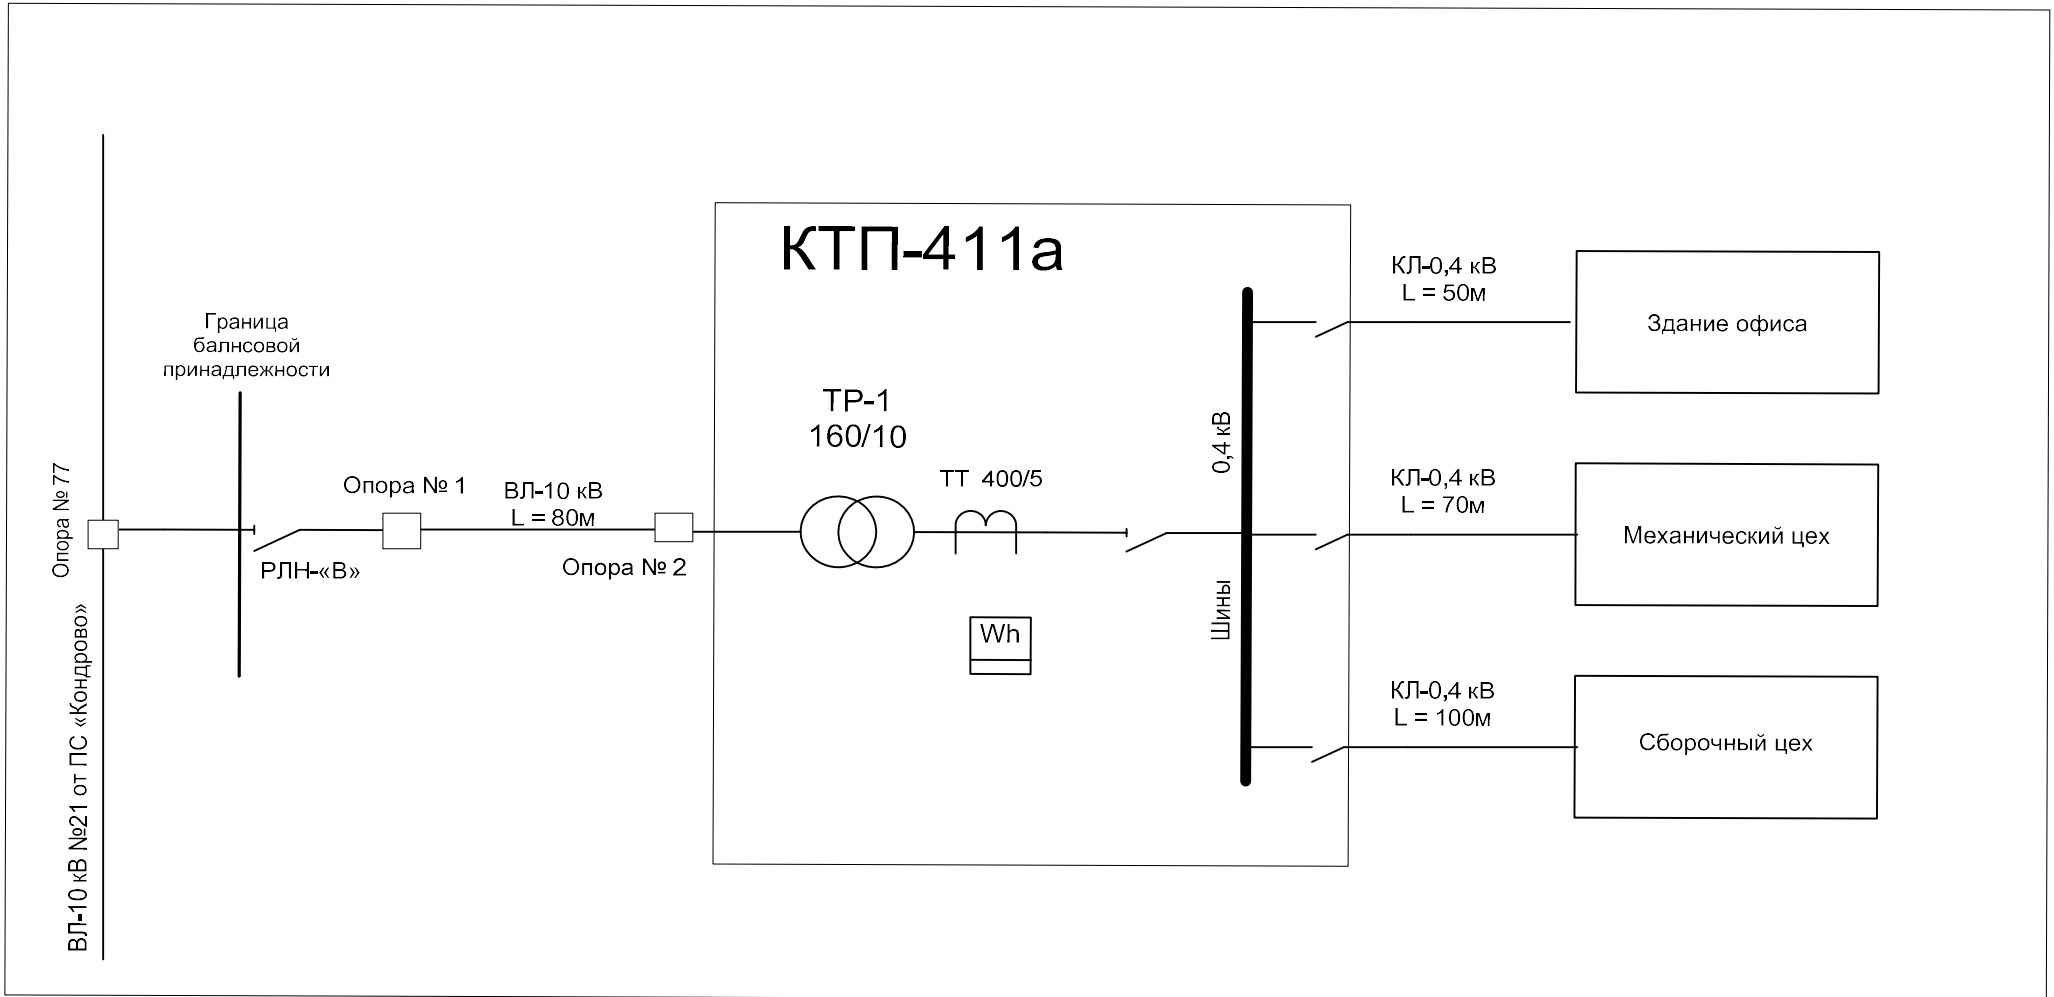 КТП-411а
Граница
балнсовой
принадлежности
Опора № 77
ВЛ-10 кВ №21 от ПС «Кондрово»
РЛН-«В»
Опора № 1
ВЛ-10 кВ
L = 80м
Опора № 2
ТР-1
160/10
ТТ 400/5
Wh
0,4 кВ
Шины
КЛ-0,4 кВ
L = 50м
Здание офиса
КЛ-0,4 кВ
L = 70м
Механический цех
КЛ-0,4 кВ
L = 100м
Сборочный цех